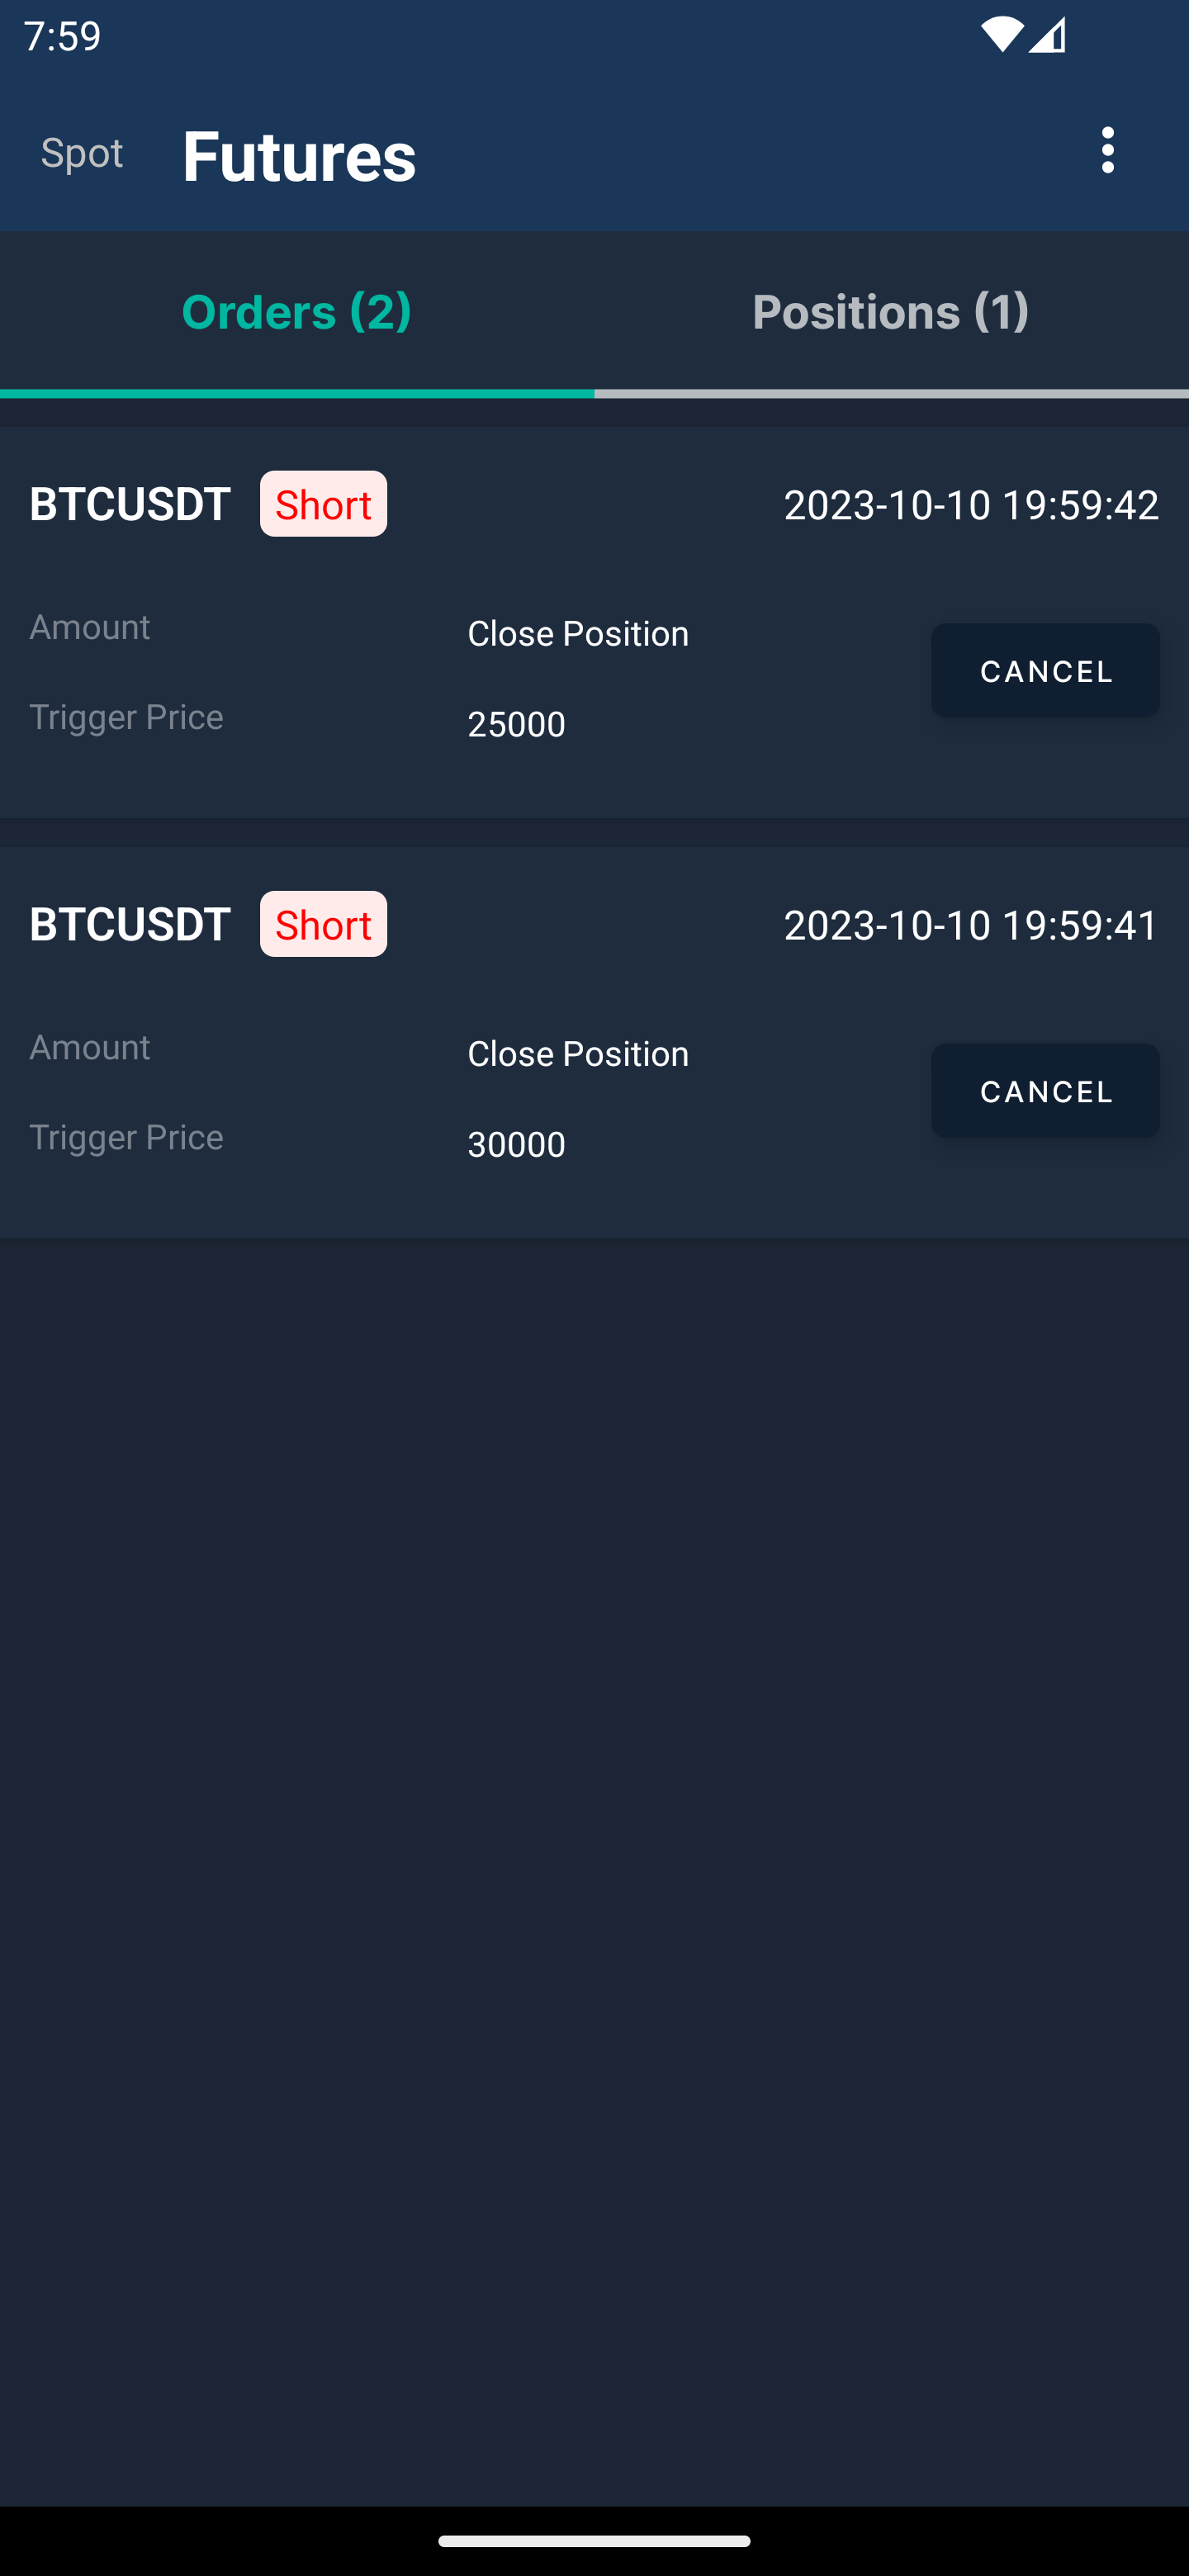 7:59
Spot Futures
Orders (2) Positions (1)
BTCUSDT Short 2023-10-10 19:59:42
Amount Close Position
CANCEL
Trigger Price 25000
BTCUSDT Short 2023-10-10 19:59:41
Amount Close Position
CANCEL
Trigger Price 30000